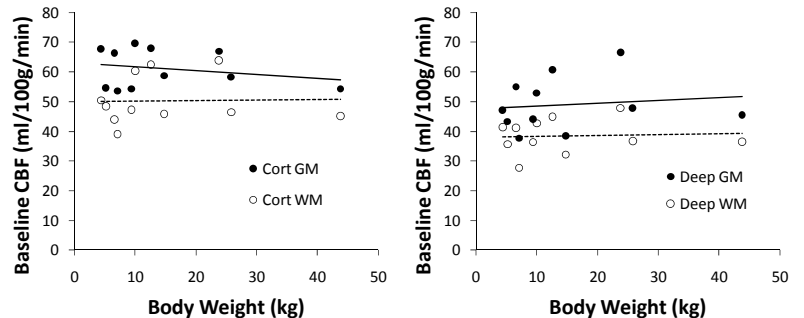 Baseline CBF (ml/100g/min)
80
70
60
50
40
30
20
10
0
Cort GM
Cort WM
0 10 20 30 40 50
Body Weight (kg)
Baseline CBF (ml/100g/min)
80
70
60
50
40
30
20
10
0
Deep GM
Deep WM
0 10 20 30 40 50
Body Weight (kg)